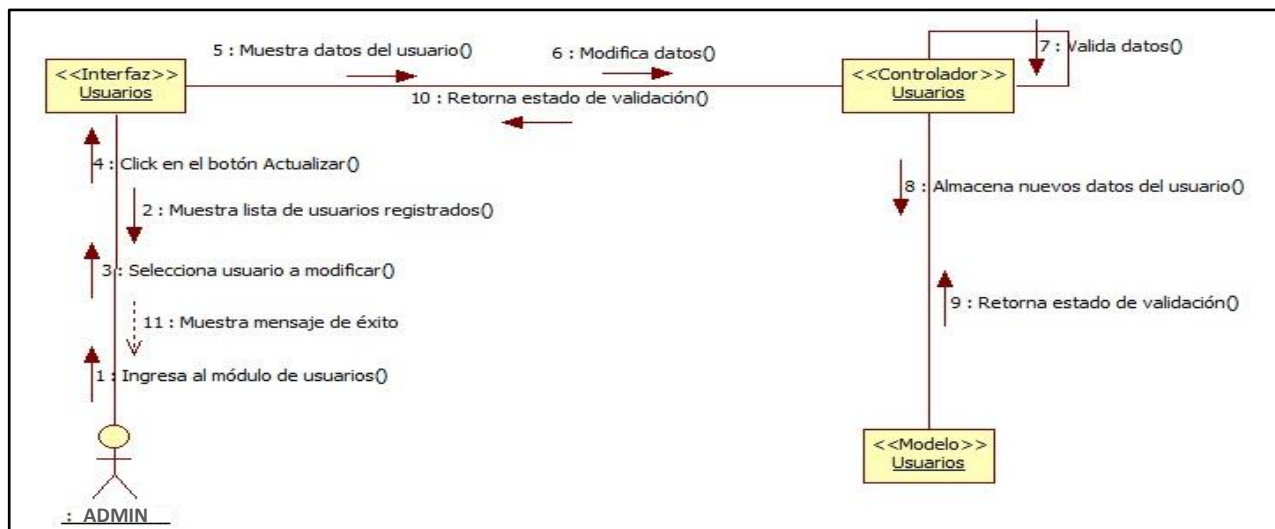 5 : Muestra datos del usuario()
6 : Modifica datos()
7 : Valida datos()
<<Interfaz>>
Usuarios
<<Controlador>>
Usuarios
10 : Retorna estado de validación()
4 : Click en el botón Actualizar()
8 : Almacena nuevos datos del usuario()
2 : Muestra lista de usuarios registrados()
3 : Selecciona usuario a modificar()
9 : Retorna estado de validación()
11 : Muestra mensaje de éxito
1 : Ingresa al módulo de usuarios()
<<Modelo>>
Usuarios
: ADMIN